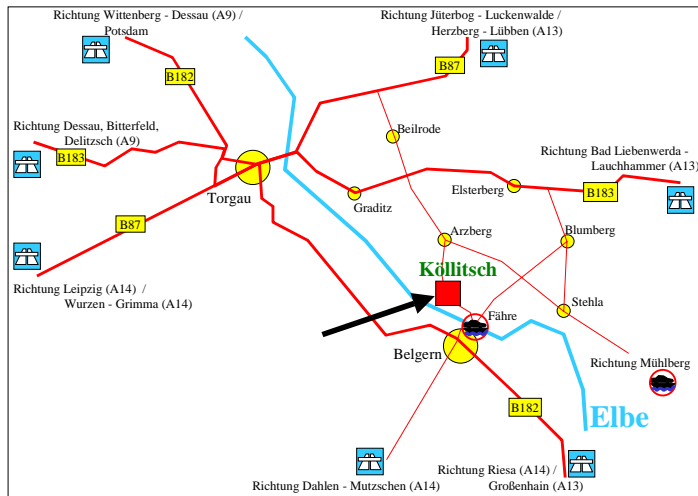 Richtung Wittenberg - Dessau (A9) /
Potsdam
Richtung Jüterbog - Luckenwalde /
Herzberg - Lübben (A13)
B182
B87
Richtung Dessau, Bitterfeld,
Delitzsch (A9)
B183
Beilrode
Richtung Bad Liebenwerda -
Lauchhammer (A13)
Elsterberg
B183
Torgau
Graditz
B87
Arzberg
Blumberg
Köllitsch
Richtung Leipzig (A14) /
Wurzen - Grimma (A14)
Fähre
Stehla
Belgern
Richtung Mühlberg
B182
Elbe
Richtung Dahlen - Mutzschen (A14)
Richtung Riesa (A14) /
Großenhain (A13)